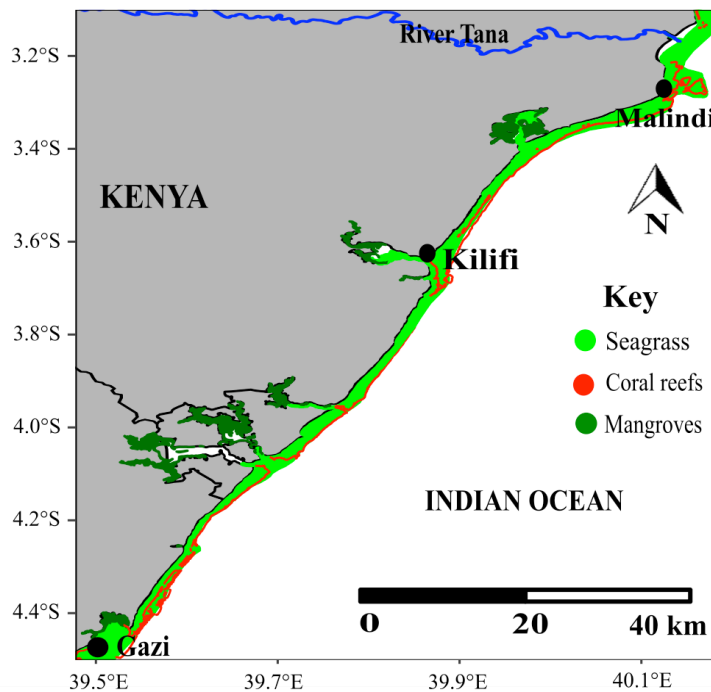 River Tana
3.2°S
Malindi
3.4°S
KENYA
N
3.6°S
Kilifi
Key
Seagrass
3.8°S
Coral reefs
4.0°S
Mangroves
INDIAN OCEAN
4.2°S
4.4°S
0 20 40 km
Gazi
39.5°E 39.7°E 39.9°E 40.1°E